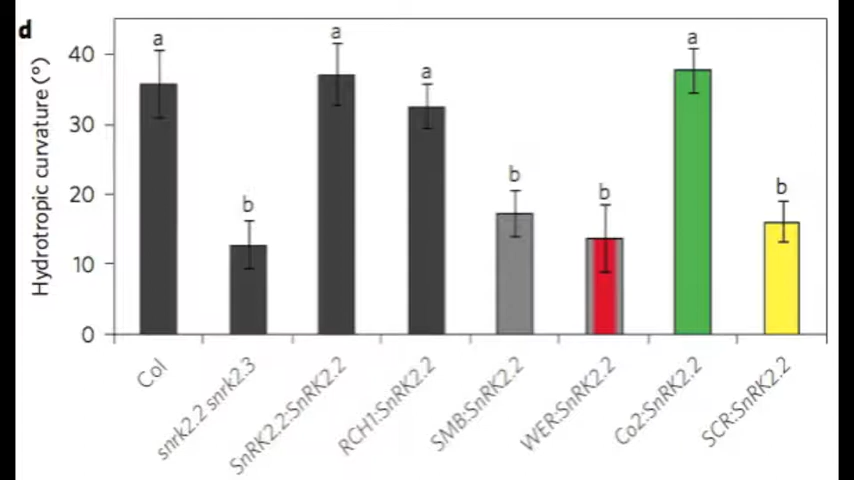 d
Hydrotropic curvature (°)
40
30
20
10
0
a
b
a
a
b
b
a
b
Col
snrk2.2 snrk2.3
SnRK2.2:SnRK2.2
RCH1:SnRK2.2
SMB:SnRK2.2
WER:SnRK2.2
Co2:SnRK2.2
SCR:SnRK2.2